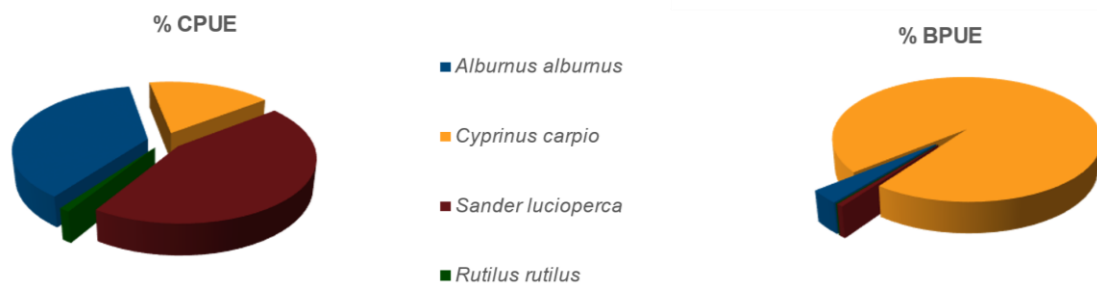 % CPUE
Alburnus alburnus
Cyprinus carpio
Sander lucioperca
Rutilus rutilus
% BPUE